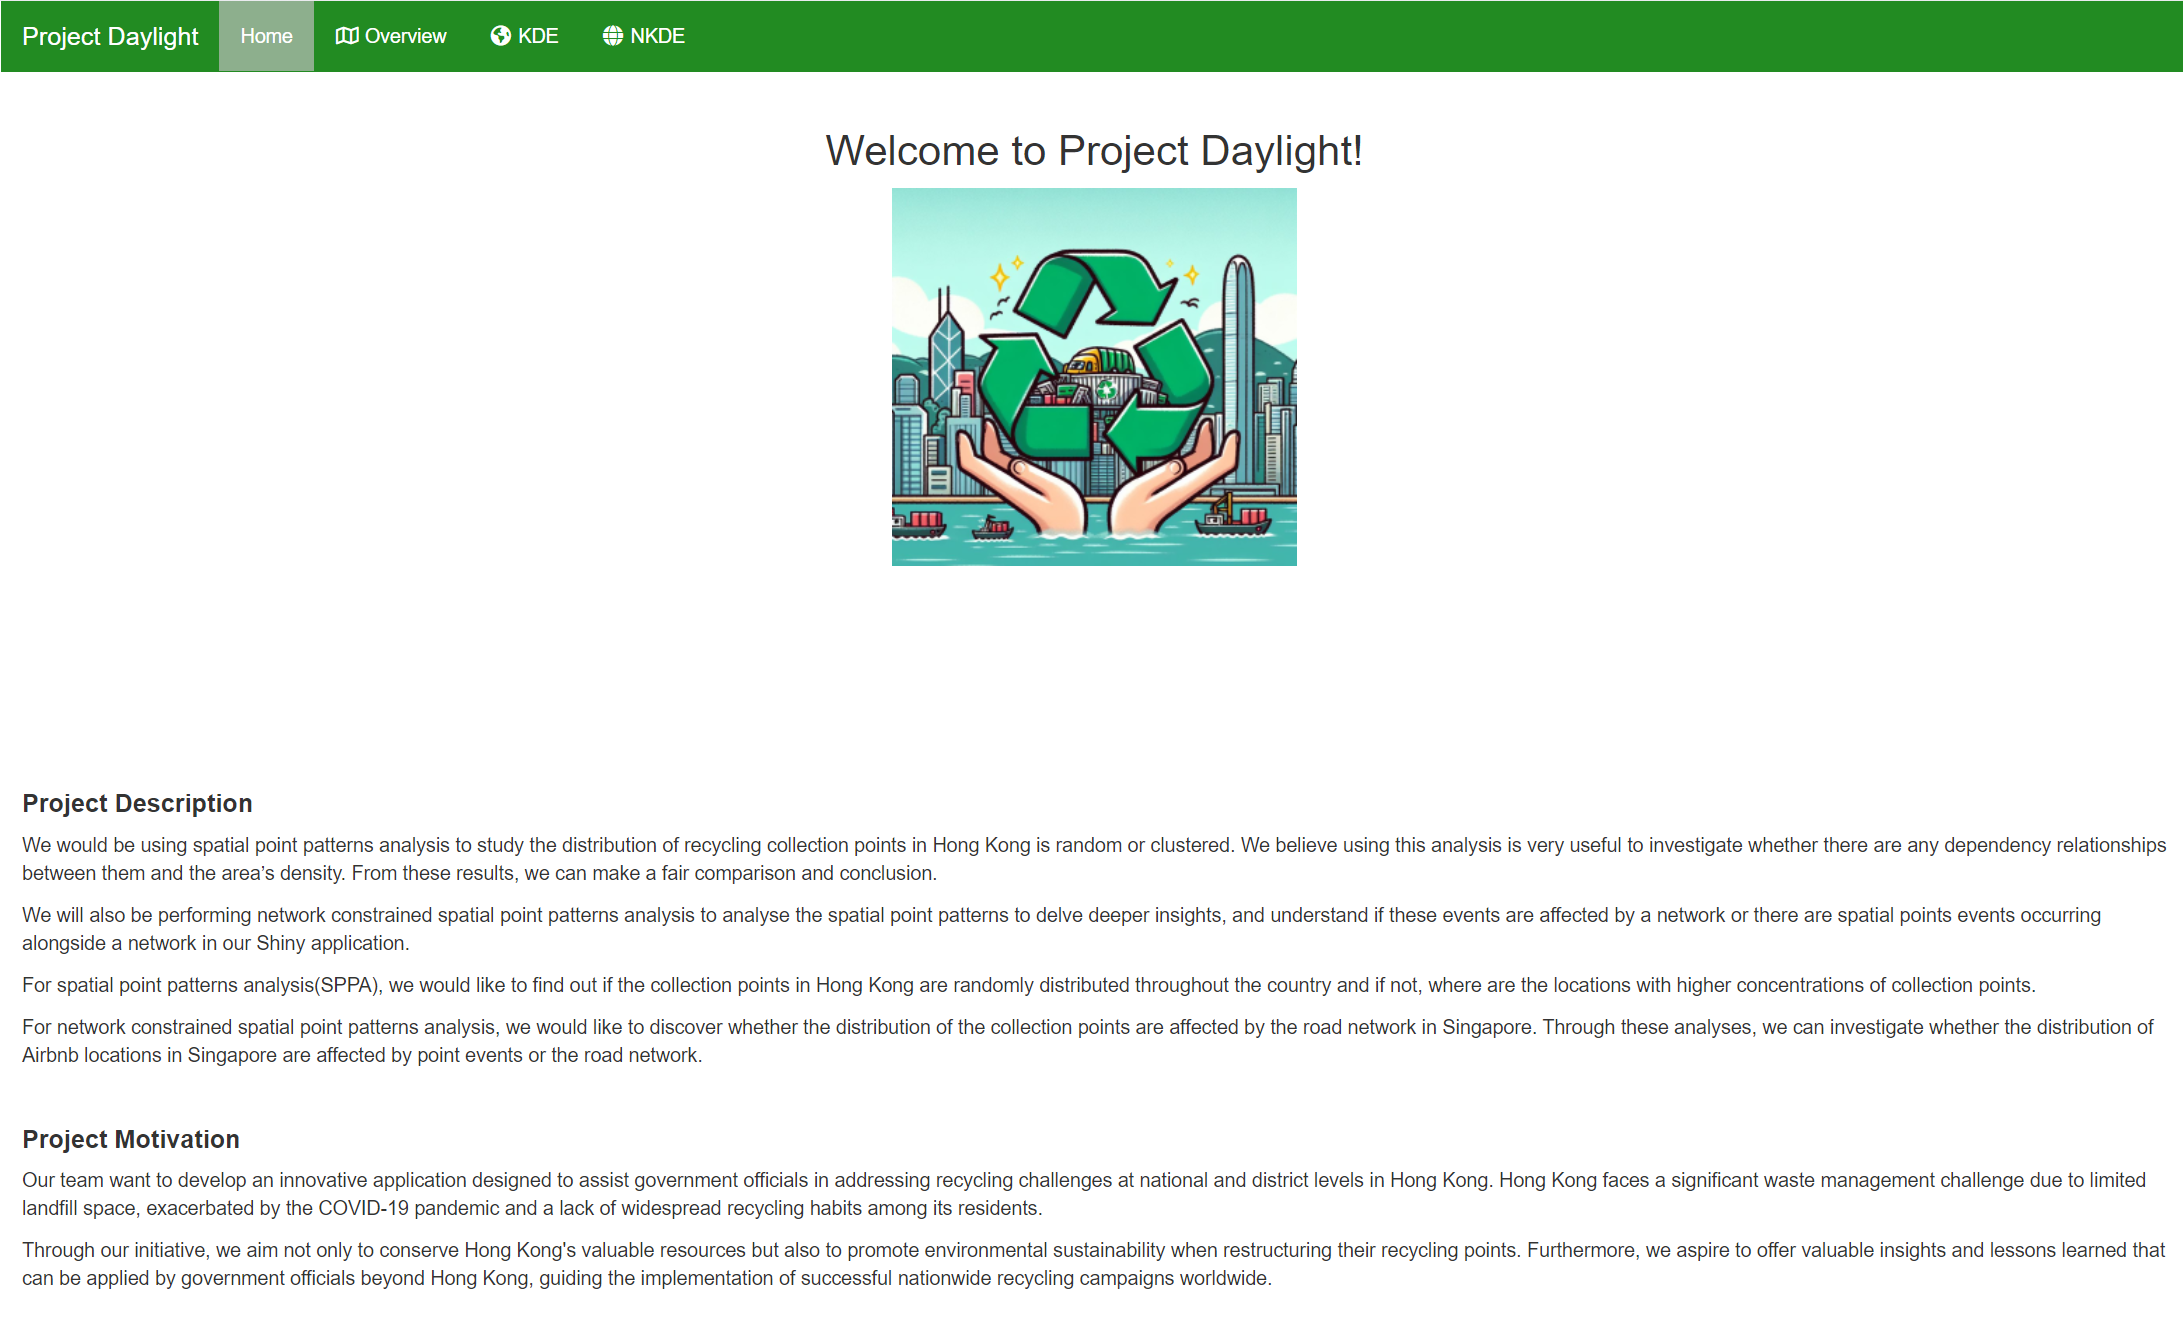 Project Daylight Home Overview KDE NKDE
Welcome to Project Daylight!
Project Description
We would be using spatial point patterns analysis to study the distribution of recycling collection points in Hong Kong is random or clustered. We believe using this analysis is very useful to investigate whether there are any dependency relationships
between them and the area’s density. From these results, we can make a fair comparison and conclusion.
We will also be performing network constrained spatial point patterns analysis to analyse the spatial point patterns to delve deeper insights, and understand if these events are affected by a network or there are spatial points events occurring
alongside a network in our Shiny application.
For spatial point patterns analysis(SPPA), we would like to find out if the collection points in Hong Kong are randomly distributed throughout the country and if not, where are the locations with higher concentrations of collection points.
For network constrained spatial point patterns analysis, we would like to discover whether the distribution of the collection points are affected by the road network in Singapore. Through these analyses, we can investigate whether the distribution of
Airbnb locations in Singapore are affected by point events or the road network.
Project Motivation
Our team want to develop an innovative application designed to assist government officials in addressing recycling challenges at national and district levels in Hong Kong. Hong Kong faces a significant waste management challenge due to limited
landfill space, exacerbated by the COVID-19 pandemic and a lack of widespread recycling habits among its residents.
Through our initiative, we aim not only to conserve Hong Kong's valuable resources but also to promote environmental sustainability when restructuring their recycling points. Furthermore, we aspire to offer valuable insights and lessons learned that
can be applied by government officials beyond Hong Kong, guiding the implementation of successful nationwide recycling campaigns worldwide.